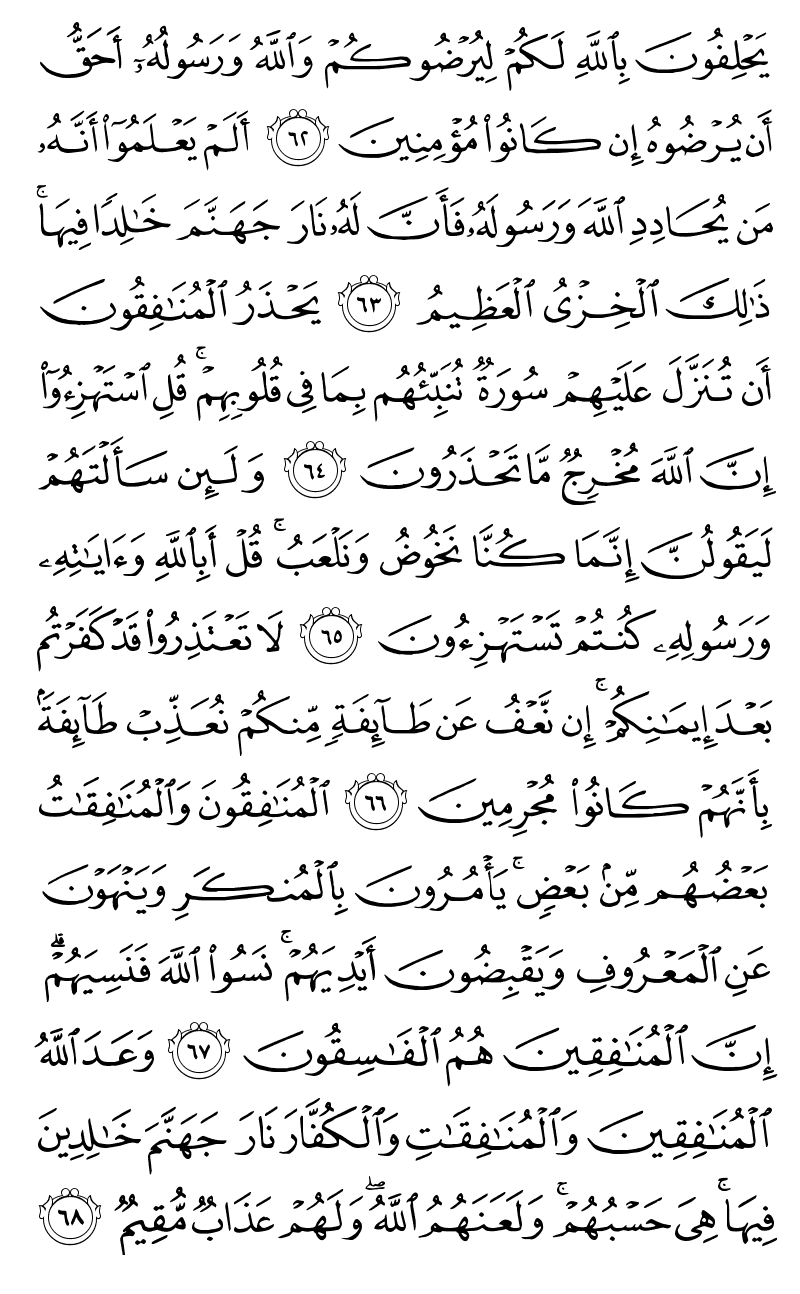 يَحْلِفُونَ بِٱللَّهِ لَكُمْ لِيُرْضُوكُمْ وَٱللَّهُ وَرَسُولُهُۥٓ أَحَقُّ
أَن يُرْضُوهُ إِن كَانُوا۟ مُؤْمِنِينَ ٦٢ أَلَمْ يَعْلَمُوٓا۟ أَنَّهُۥ
مَن يُحَادِدِ ٱللَّهَ وَرَسُولَهُۥ فَأَنَّ لَهُۥ نَارَ جَهَنَّمَ خَـٰلِدًا فِيهَا ۚ
ذَٰلِكَ ٱلْخِزْىُ ٱلْعَظِيمُ ٦٣ يَحْذَرُ ٱلْمُنَـٰفِقُونَ
أَن تُنَزَّلَ عَلَيْهِمْ سُورَةٌ تُنَبِّئُهُم بِمَا فِى قُلُوبِهِمْ ۚ قُلِ ٱسْتَهْزِءُوٓا۟
إِنَّ ٱللَّهَ مُخْرِجٌ مَّا تَحْذَرُونَ ٦٤ وَلَئِن سَأَلْتَهُمْ
لَيَقُولُنَّ إِنَّمَا كُنَّا نَخُوضُ وَنَلْعَبُ ۚ قُلْ أَبِٱللَّهِ وَءَايَـٰتِهِۦ
وَرَسُولِهِۦ كُنتُمْ تَسْتَهْزِءُونَ ٦٥ لَا تَعْتَذِرُوا۟ قَدْ كَفَرْتُم
بَعْدَ إِيمَـٰنِكُمْ ۚ إِن نَّعْفُ عَن طَآئِفَةٍ مِّنكُمْ نُعَذِّبْ طَآئِفَةًۢ
بِأَنَّهُمْ كَانُوا۟ مُجْرِمِينَ ٦٦ ٱلْمُنَـٰفِقُونَ وَٱلْمُنَـٰفِقَـٰتُ
بَعْضُهُم مِّنۢ بَعْضٍ ۚ يَأْمُرُونَ بِٱلْمُنكَرِ وَيَنْهَوْنَ
عَنِ ٱلْمَعْرُوفِ وَيَقْبِضُونَ أَيْدِيَهُمْ ۚ نَسُوا۟ ٱللَّهَ فَنَسِيَهُمْ ۗ
إِنَّ ٱلْمُنَـٰفِقِينَ هُمُ ٱلْفَـٰسِقُونَ ٦٧ وَعَدَ ٱللَّهُ
ٱلْمُنَـٰفِقِينَ وَٱلْمُنَـٰفِقَـٰتِ وَٱلْكُفَّارَ نَارَ جَهَنَّمَ خَـٰلِدِينَ
فِيهَا ۚ هِىَ حَسْبُهُمْ ۚ وَلَعَنَهُمُ ٱللَّهُ ۖ وَلَهُمْ عَذَابٌ مُّقِيمٌ ٦٨